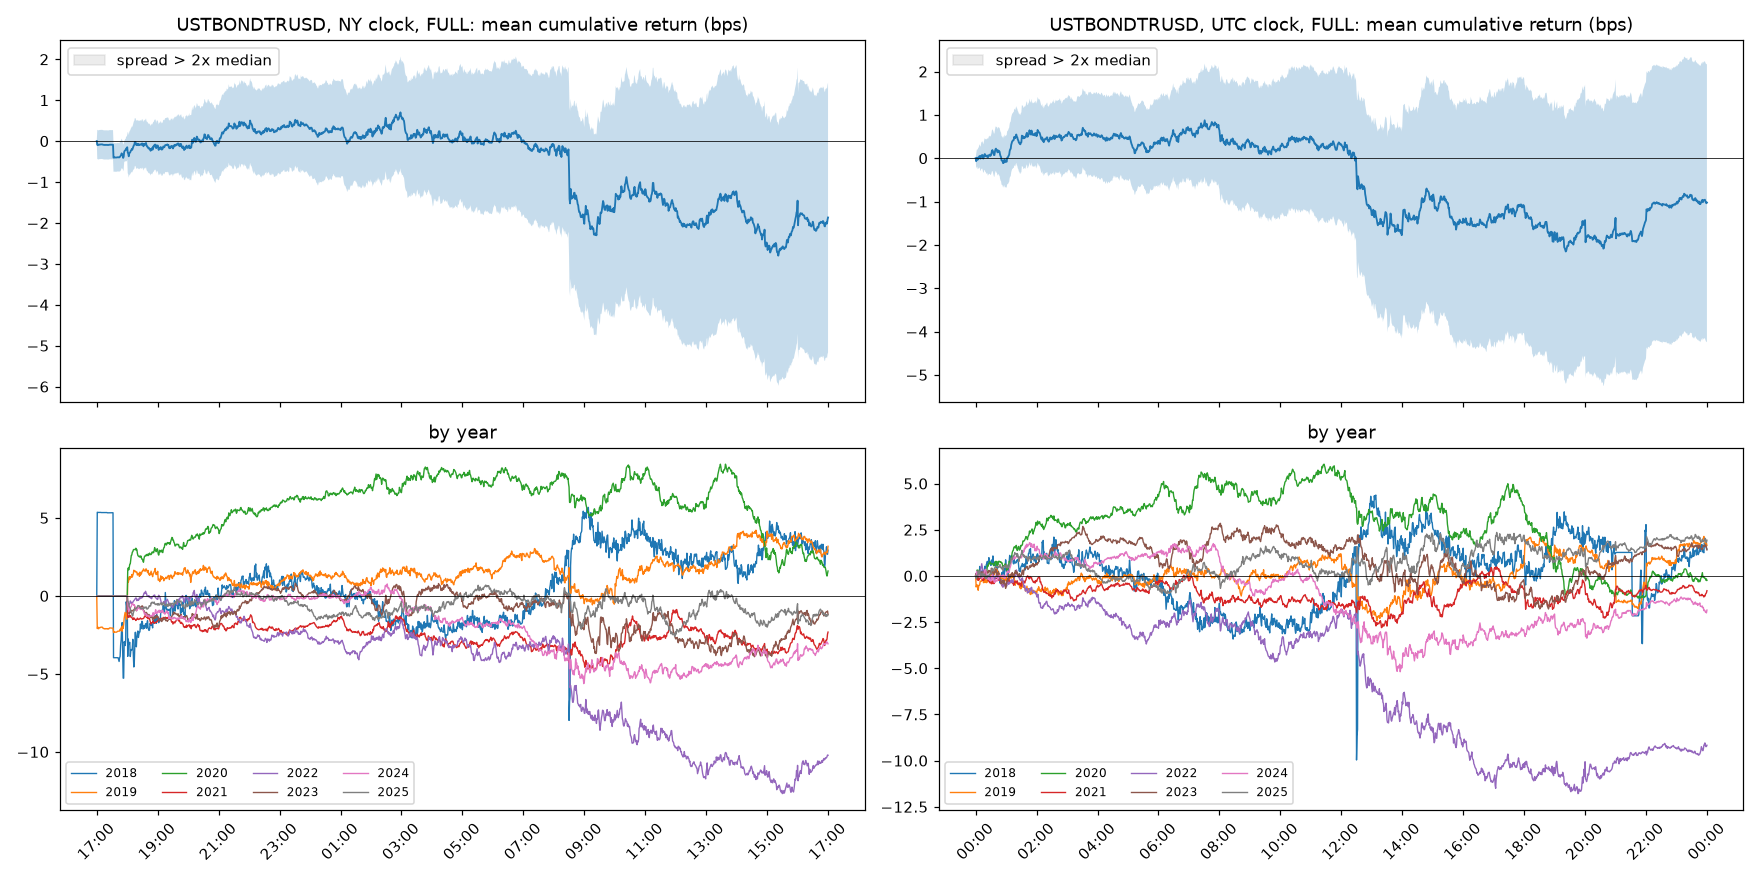 USTBONDTRUSD, NY clock, FULL: mean cumulative return (bps)
spread > 2x median
2
1
0
−1
−2
−3
−4
−5
−6
USTBONDTRUSD, UTC clock, FULL: mean cumulative return (bps)
spread > 2x median
2
1
0
−1
−2
−3
−4
−5
by year
5
0
−5
−10
2018 2020 2022 2024
2019 2021 2023 2025
17:00 19:00 21:00 23:00 01:00 03:00 05:00 07:00 09:00 11:00 13:00 15:00 17:00
by year
5.0
2.5
0.0
−2.5
−5.0
−7.5
−10.0
−12.5
2018 2020 2022 2024
2019 2021 2023 2025
00:00 02:00 04:00 06:00 08:00 10:00 12:00 14:00 16:00 18:00 20:00 22:00 00:00